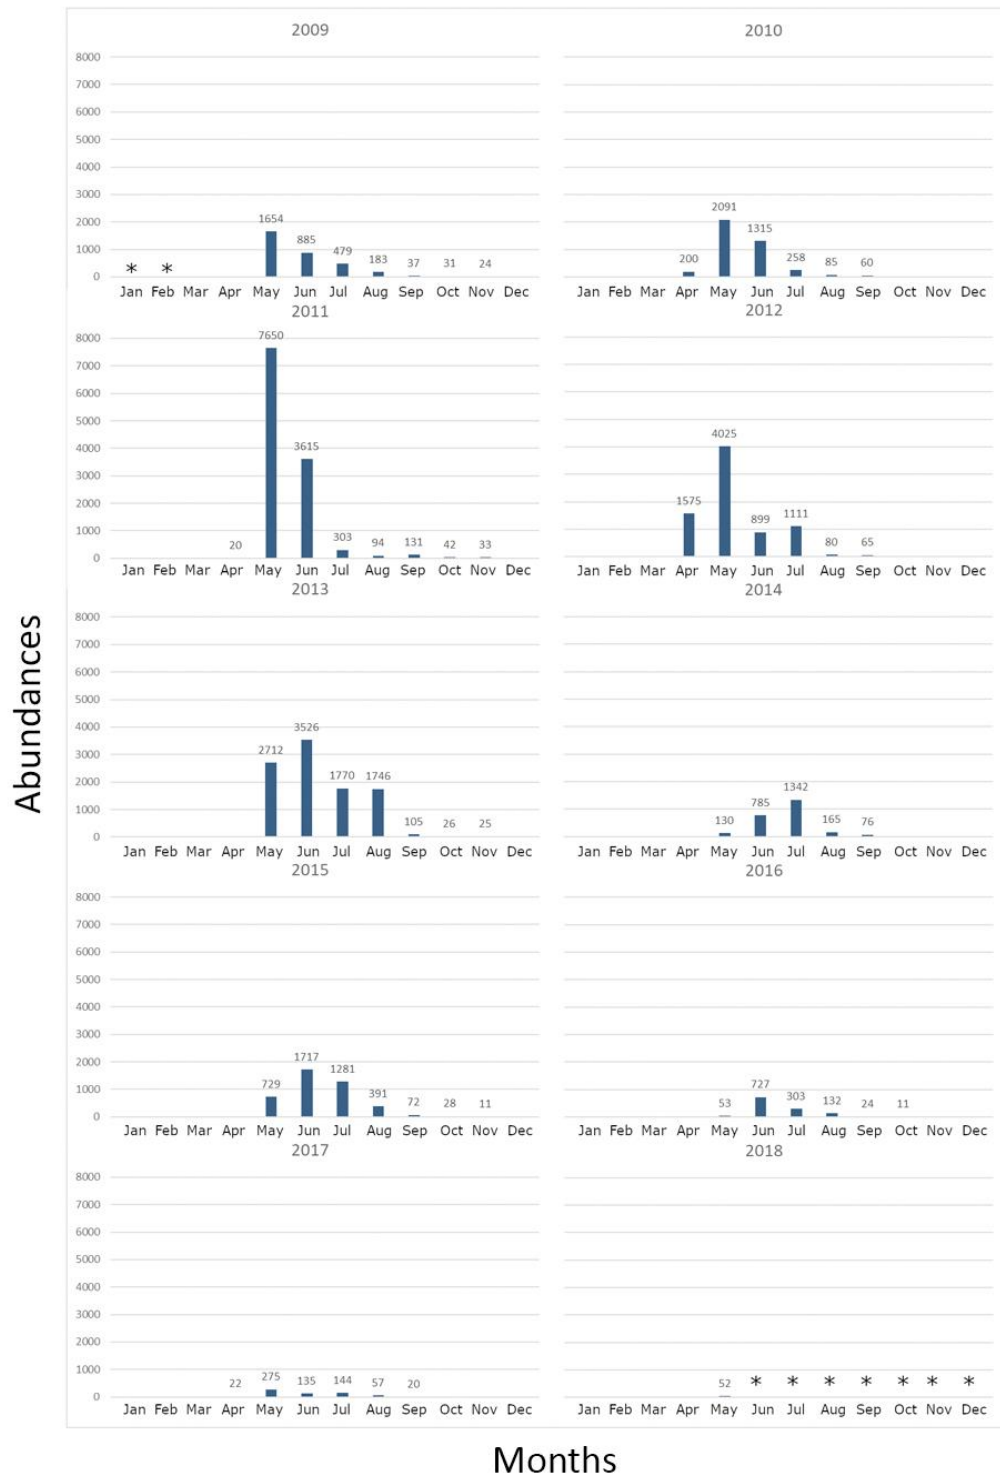 2009 2010
8000
7000
6000
5000
4000
3000
2000
1000
0
1654 885 479 183 37 31 24
* *
200 2091 1315 258 85 60
Jan Feb Mar Apr May Jun Jul Aug Sep Oct Nov Dec
Jan Feb Mar Apr May Jun Jul Aug Sep Oct Nov Dec
2011 2012
8000
7000
6000
5000
4000
3000
2000
1000
0
20 7650 3615 303 94 131 42 33
1575 4025 899 1111 80 65
Jan Feb Mar Apr May Jun Jul Aug Sep Oct Nov Dec
Jan Feb Mar Apr May Jun Jul Aug Sep Oct Nov Dec
2013 2014
8000
7000
6000
5000
4000
3000
2000
1000
0
2712 3526 1770 1746 105 26 25
130 785 1342 165 76
Jan Feb Mar Apr May Jun Jul Aug Sep Oct Nov Dec
Jan Feb Mar Apr May Jun Jul Aug Sep Oct Nov Dec
2015 2016
8000
7000
6000
5000
4000
3000
2000
1000
0
729 1717 1281 391 72 28 11
53 727 303 132 24 11
Jan Feb Mar Apr May Jun Jul Aug Sep Oct Nov Dec
Jan Feb Mar Apr May Jun Jul Aug Sep Oct Nov Dec
2017 2018
8000
7000
6000
5000
4000
3000
2000
1000
0
22 275 135 144 57 20
52 * * * * * * *
Jan Feb Mar Apr May Jun Jul Aug Sep Oct Nov Dec
Jan Feb Mar Apr May Jun Jul Aug Sep Oct Nov Dec
Abundances
Months